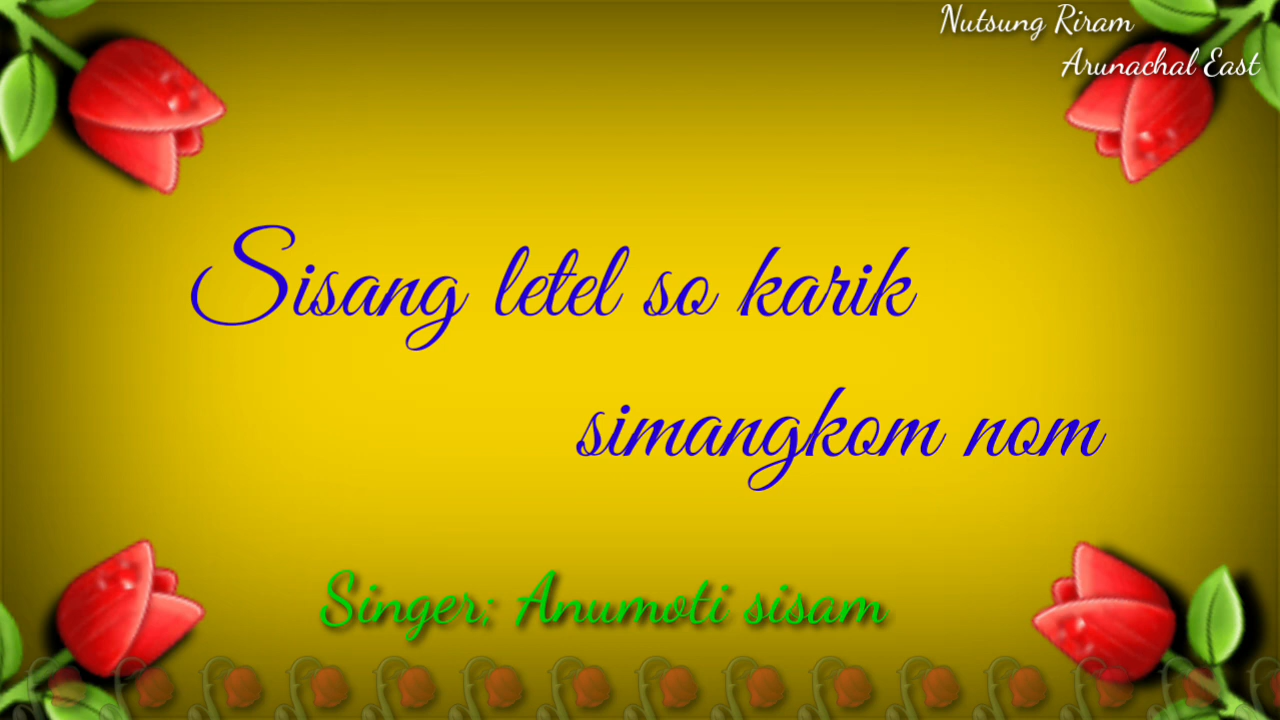 Nutsung Riram
Arunachal East
Sisang letel so karik
simangkom nom
Singer; Anumoti sisam